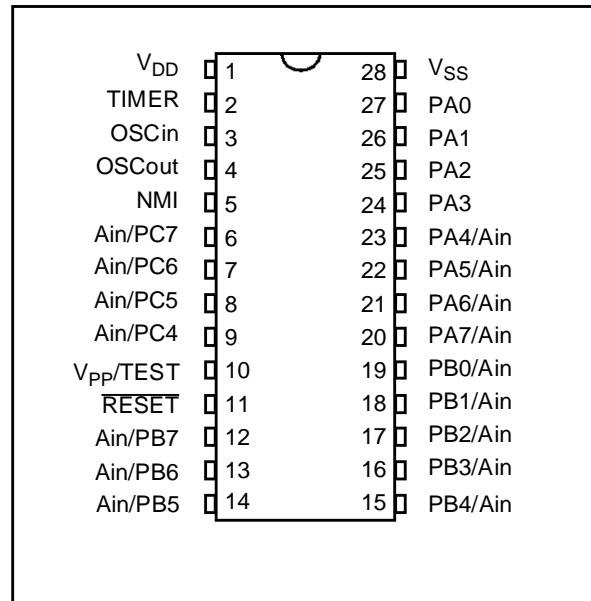 VDD 1 28 VSS
TIMER 2 27 PA0
OSCin 3 26 PA1
OSCout 4 25 PA2
NMI 5 24 PA3
Ain/PC7 6 23 PA4/Ain
Ain/PC6 7 22 PA5/Ain
Ain/PC5 8 21 PA6/Ain
Ain/PC4 9 20 PA7/Ain
VPP/TEST 10 19 PB0/Ain
RESET 11 18 PB1/Ain
Ain/PB7 12 17 PB2/Ain
Ain/PB6 13 16 PB3/Ain
Ain/PB5 14 15 PB4/Ain